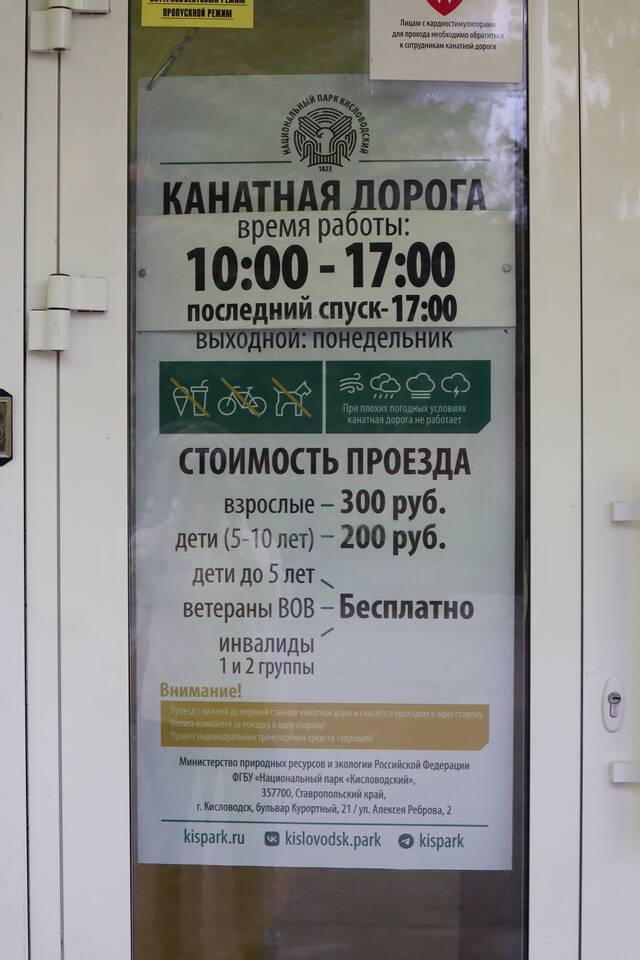 ПРОПУСКНОЙ РЕЖИМ
Лицам с кардиостимуляторами
для прохода необходимо обратиться
к сотрудникам канатной дороги
НАЦИОНАЛЬНЫЙ ПАРК КИСЛОВОДСКИЙ
1823
КАНАТНАЯ ДОРОГА
время работы:
10:00 - 17:00
последний спуск-17:00
выходной: понедельник
При плохих погодных условиях
канатная дорога не работает
СТОИМОСТЬ ПРОЕЗДА
взрослые – 300 руб.
дети (5-10 лет) – 200 руб.
дети до 5 лет
ветераны ВОВ – Бесплатно
инвалиды
1 и 2 группы
Внимание!
Проезд с нижней до верхней станции канатной дороги считается проездом в одну сторону.
Оплата взимается за поездку в одну сторону!
Провоз индивидуальных транспортных средств запрещен!
Министерство природных ресурсов и экологии Российской Федерации
ФГБУ «Национальный парк «Кисловодский»,
357700, Ставропольский край,
г. Кисловодск, бульвар Курортный, 21 / ул. Алексея Реброва, 2
kispark.ru kislovodsk.park kispark